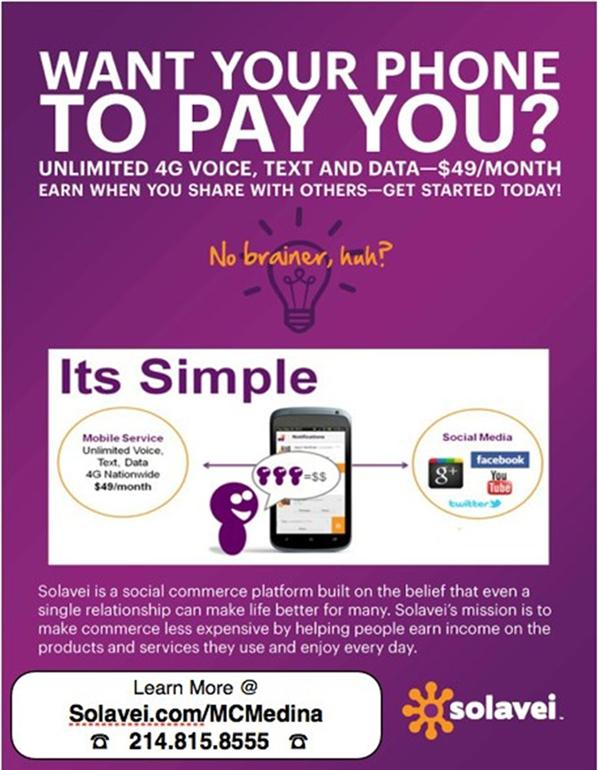 WANT YOUR PHONE
TO PAY YOU?
UNLIMITED 4G VOICE, TEXT AND DATA—$49/MONTH
EARN WHEN YOU SHARE WITH OTHERS—GET STARTED TODAY!
No brainer, huh?
Its Simple
Mobile Service
Unlimited Voice,
Text, Data
4G Nationwide
$49/month
Notifications
=$$
Social Media
g+
facebook
You
Tube
twitter
Solavei is a social commerce platform built on the belief that even a
single relationship can make life better for many. Solavei's mission is to
make commerce less expensive by helping people earn income on the
products and services they use and enjoy every day.
Learn More @
Solavei.com/MCMedina
☎ 214.815.8555 ☎
solavei™